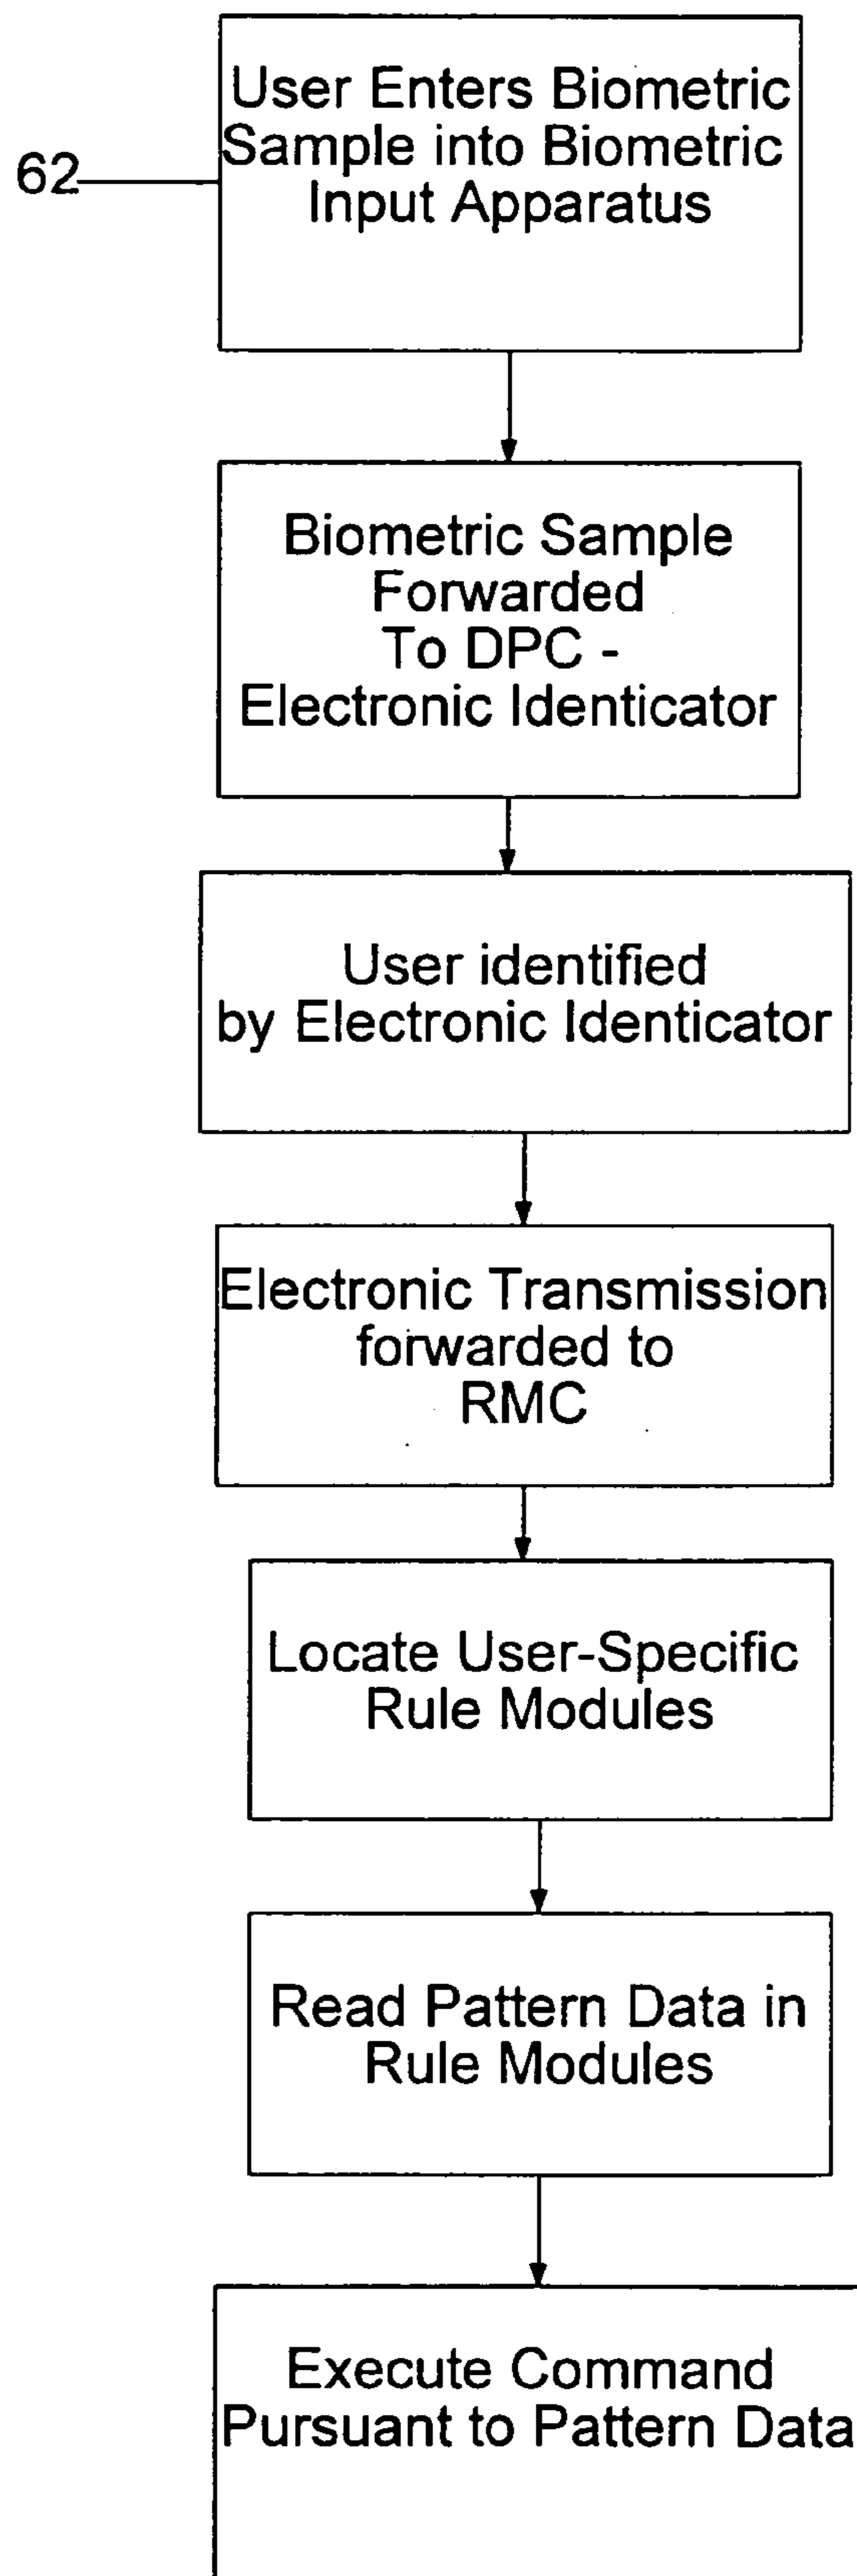 User Enters Biometric
62
Sample into Biometric
Input Apparatus
Biometric Sample
Forwarded
To DPC -
Electronic Identicator
User identified
by Electronic Identicator
Electronic Transmission
forwarded to
RMC
Locate User-Specific
Rule Modules
Read Pattern Data in
Rule Modules
Execute Command
Pursuant to Pattern Data